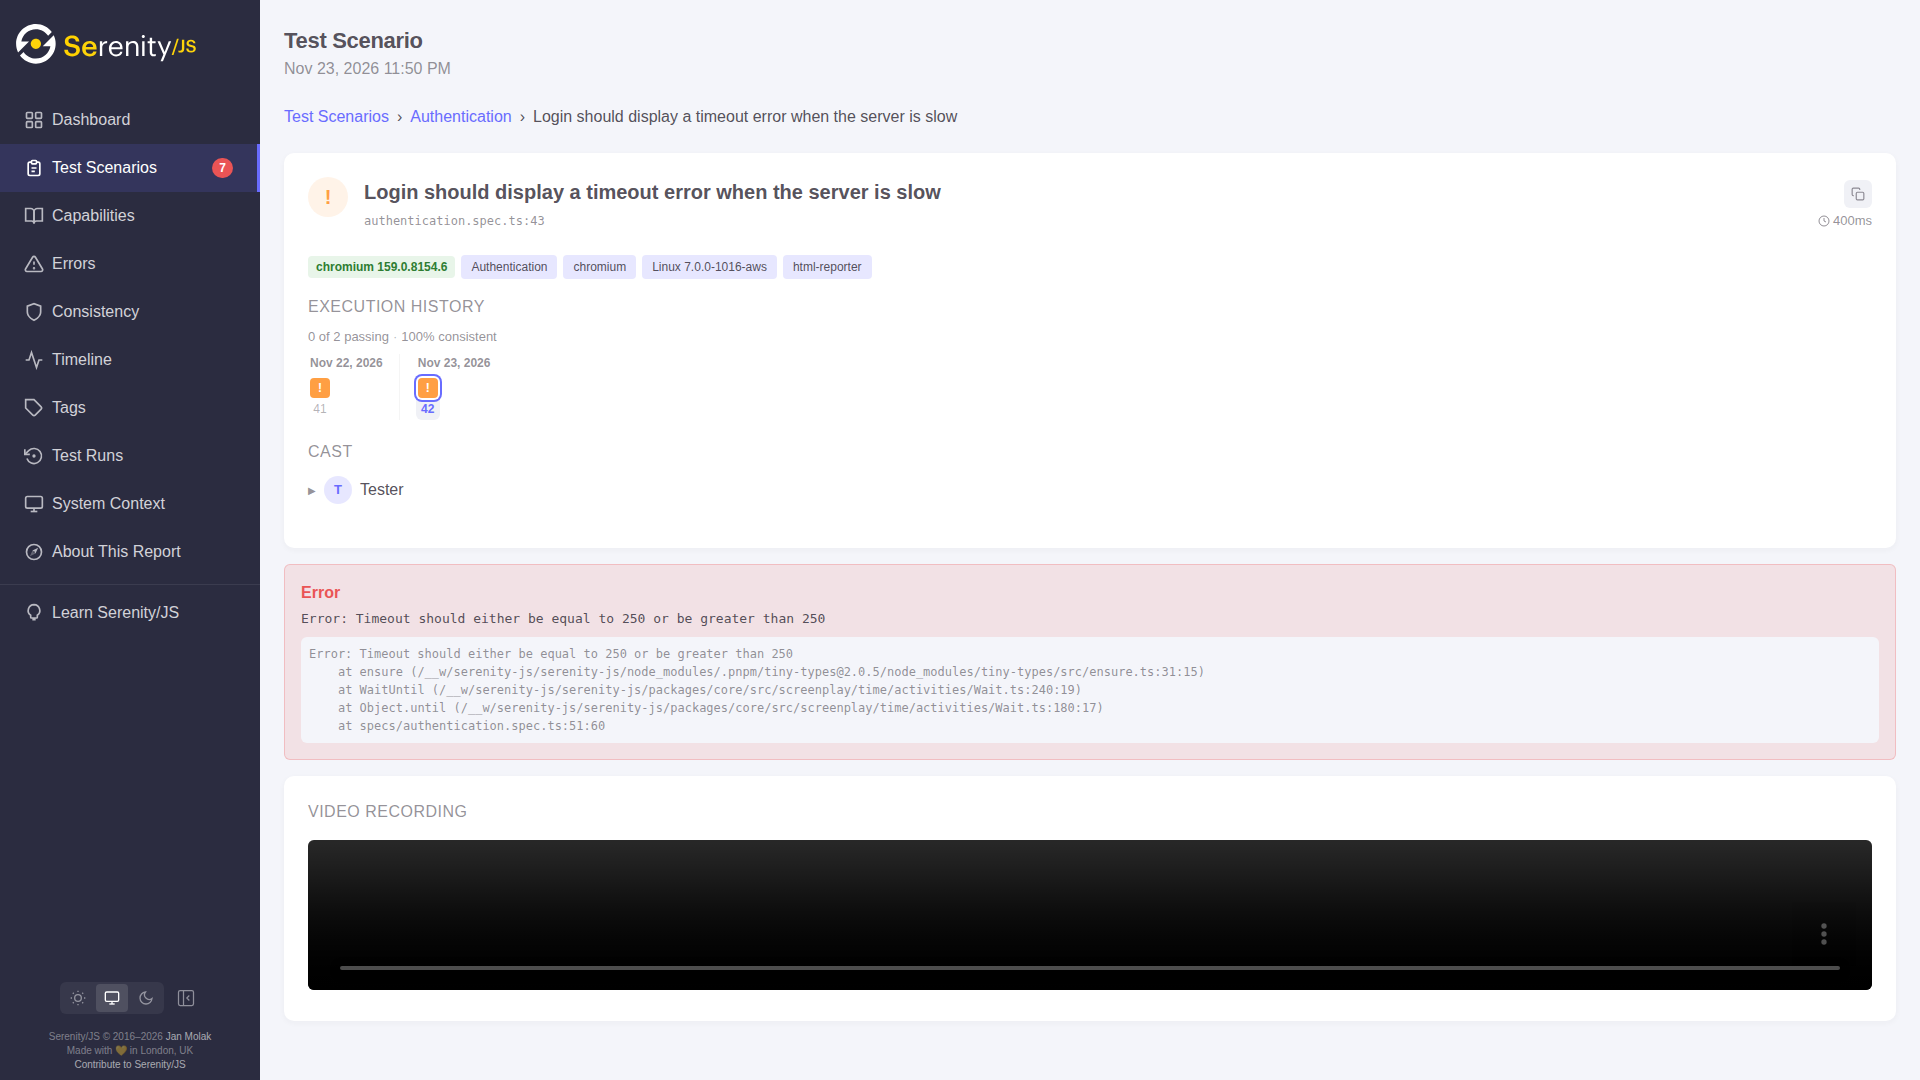 Serenity/JS
Dashboard
Test Scenarios 7
Capabilities
Errors
Consistency
Timeline
Tags
Test Runs
System Context
About This Report
Learn Serenity/JS
Serenity/JS © 2016–2026 Jan Molak
Made with 🤎 in London, UK
Contribute to Serenity/JS
Test Scenario
Nov 23, 2026 11:50 PM
Test Scenarios › Authentication › Login should display a timeout error when the server is slow
! Login should display a timeout error when the server is slow
authentication.spec.ts:43
400ms
chromium 159.0.8154.6 Authentication chromium Linux 7.0.0-1016-aws html-reporter
EXECUTION HISTORY
0 of 2 passing · 100% consistent
Nov 22, 2026 Nov 23, 2026
! !
41 42
CAST
▶ T Tester
Error
Error: Timeout should either be equal to 250 or be greater than 250
Error: Timeout should either be equal to 250 or be greater than 250
at ensure (/__w/serenity-js/serenity-js/node_modules/.pnpm/tiny-types@2.0.5/node_modules/tiny-types/src/ensure.ts:31:15)
at WaitUntil (/__w/serenity-js/serenity-js/packages/core/src/screenplay/time/activities/Wait.ts:240:19)
at Object.until (/__w/serenity-js/serenity-js/packages/core/src/screenplay/time/activities/Wait.ts:180:17)
at specs/authentication.spec.ts:51:60
VIDEO RECORDING